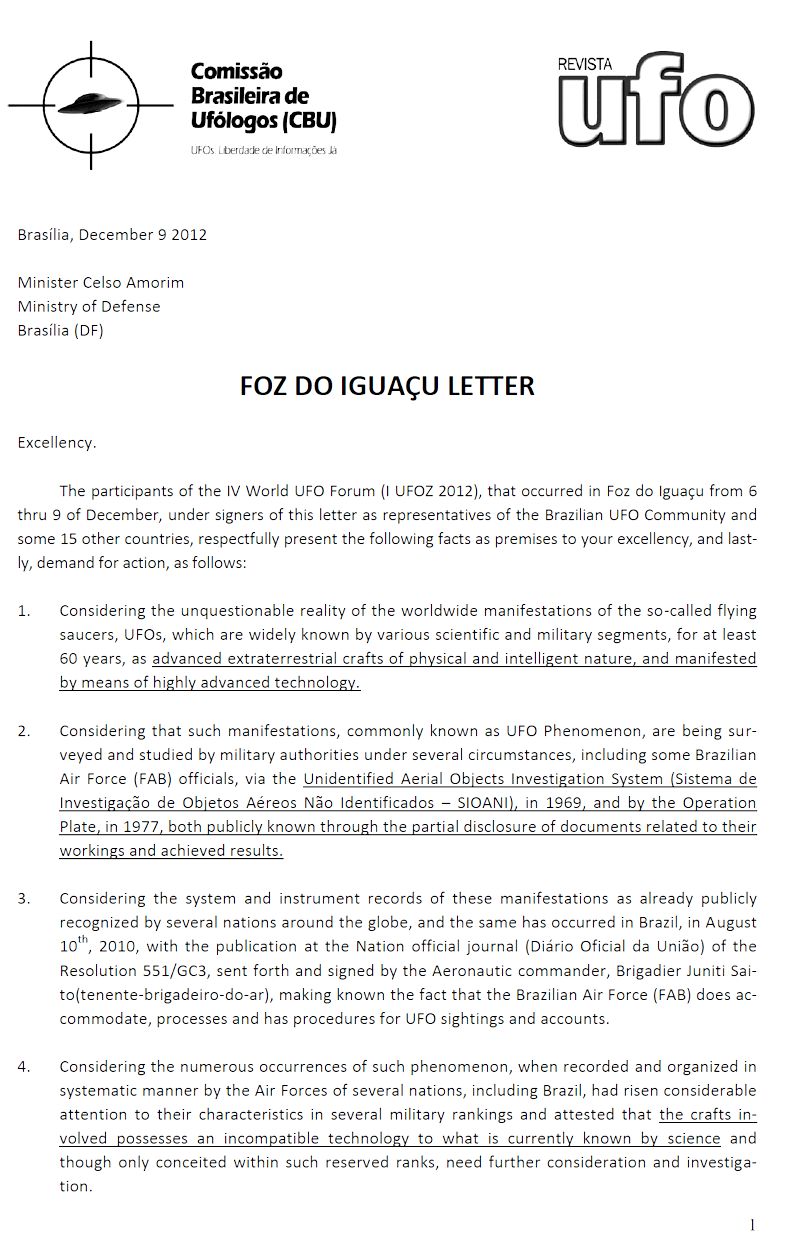 Comissão
Brasileira de
Ufólogos (CBU)
UFOs. Liberdade de Informações Já
REVISTA
ufo
Brasília, December 9 2012
Minister Celso Amorim
Ministry of Defense
Brasília (DF)
FOZ DO IGUAÇU LETTER
Excellency.
The participants of the IV World UFO Forum (I UFOZ 2012), that occurred in Foz do Iguaçu from 6
thru 9 of December, under signers of this letter as representatives of the Brazilian UFO Community and
some 15 other countries, respectfully present the following facts as premises to your excellency, and last-
ly, demand for action, as follows:
1. Considering the unquestionable reality of the worldwide manifestations of the so-called flying
saucers, UFOs, which are widely known by various scientific and military segments, for at least
60 years, as advanced extraterrestrial crafts of physical and intelligent nature, and manifested
by means of highly advanced technology.
2. Considering that such manifestations, commonly known as UFO Phenomenon, are being sur-
veyed and studied by military authorities under several circumstances, including some Brazilian
Air Force (FAB) officials, via the Unidentified Aerial Objects Investigation System (Sistema de
Investigação de Objetos Aéreos Não Identificados – SIOANI), in 1969, and by the Operation
Plate, in 1977, both publicly known through the partial disclosure of documents related to their
workings and achieved results.
3. Considering the system and instrument records of these manifestations as already publicly
recognized by several nations around the globe, and the same has occurred in Brazil, in August
10th, 2010, with the publication at the Nation official journal (Diário Oficial da União) of the
Resolution 551/GC3, sent forth and signed by the Aeronautic commander, Brigadier Juniti Sai-
to(tenente-brigadeiro-do-ar), making known the fact that the Brazilian Air Force (FAB) does ac-
commodate, processes and has procedures for UFO sightings and accounts.
4. Considering the numerous occurrences of such phenomenon, when recorded and organized in
systematic manner by the Air Forces of several nations, including Brazil, had risen considerable
attention to their characteristics in several military rankings and attested that the crafts in-
volved possesses an incompatible technology to what is currently known by science and
though only conceited within such reserved ranks, need further consideration and investiga-
tion.
1